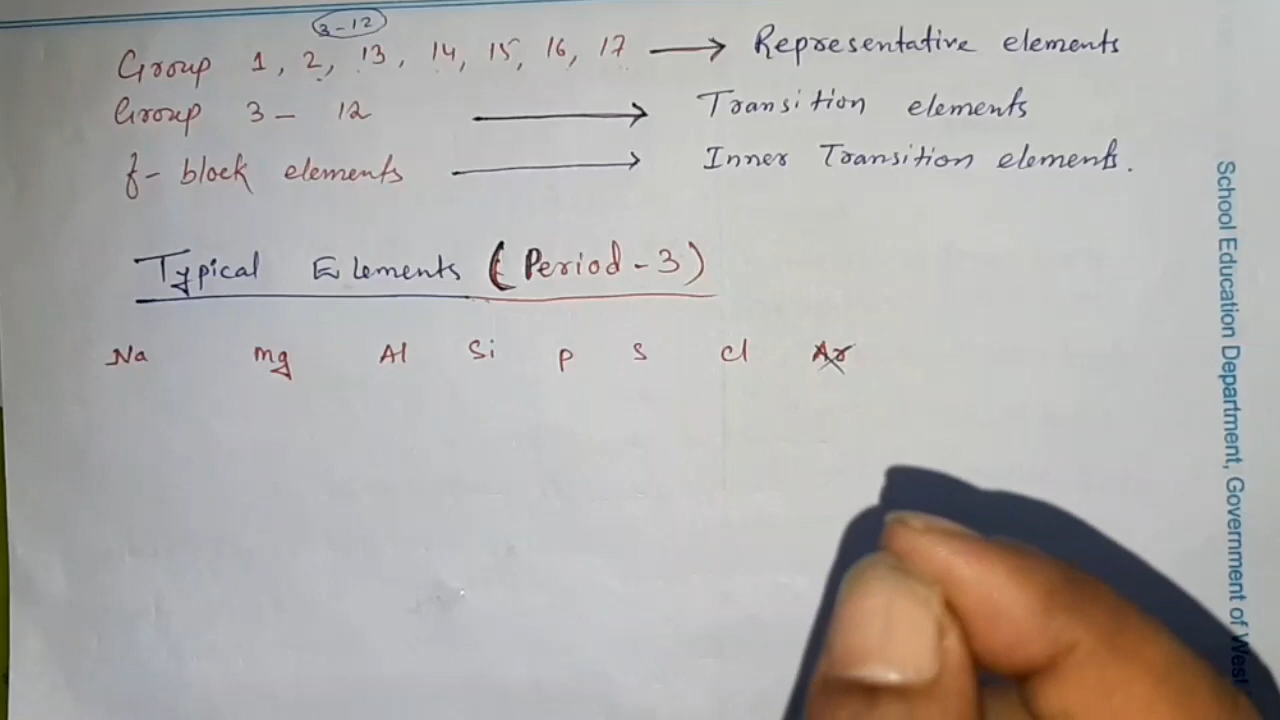 3-12
Group 1, 2, 13, 14, 15, 16, 17 → Representative elements
Group 3 - 12 → Transition elements
f- block elements → Inner Transition elements.
Typical Elements (Period - 3)
Na Mg Al Si P S Cl Ar
School Education Department, Government of West